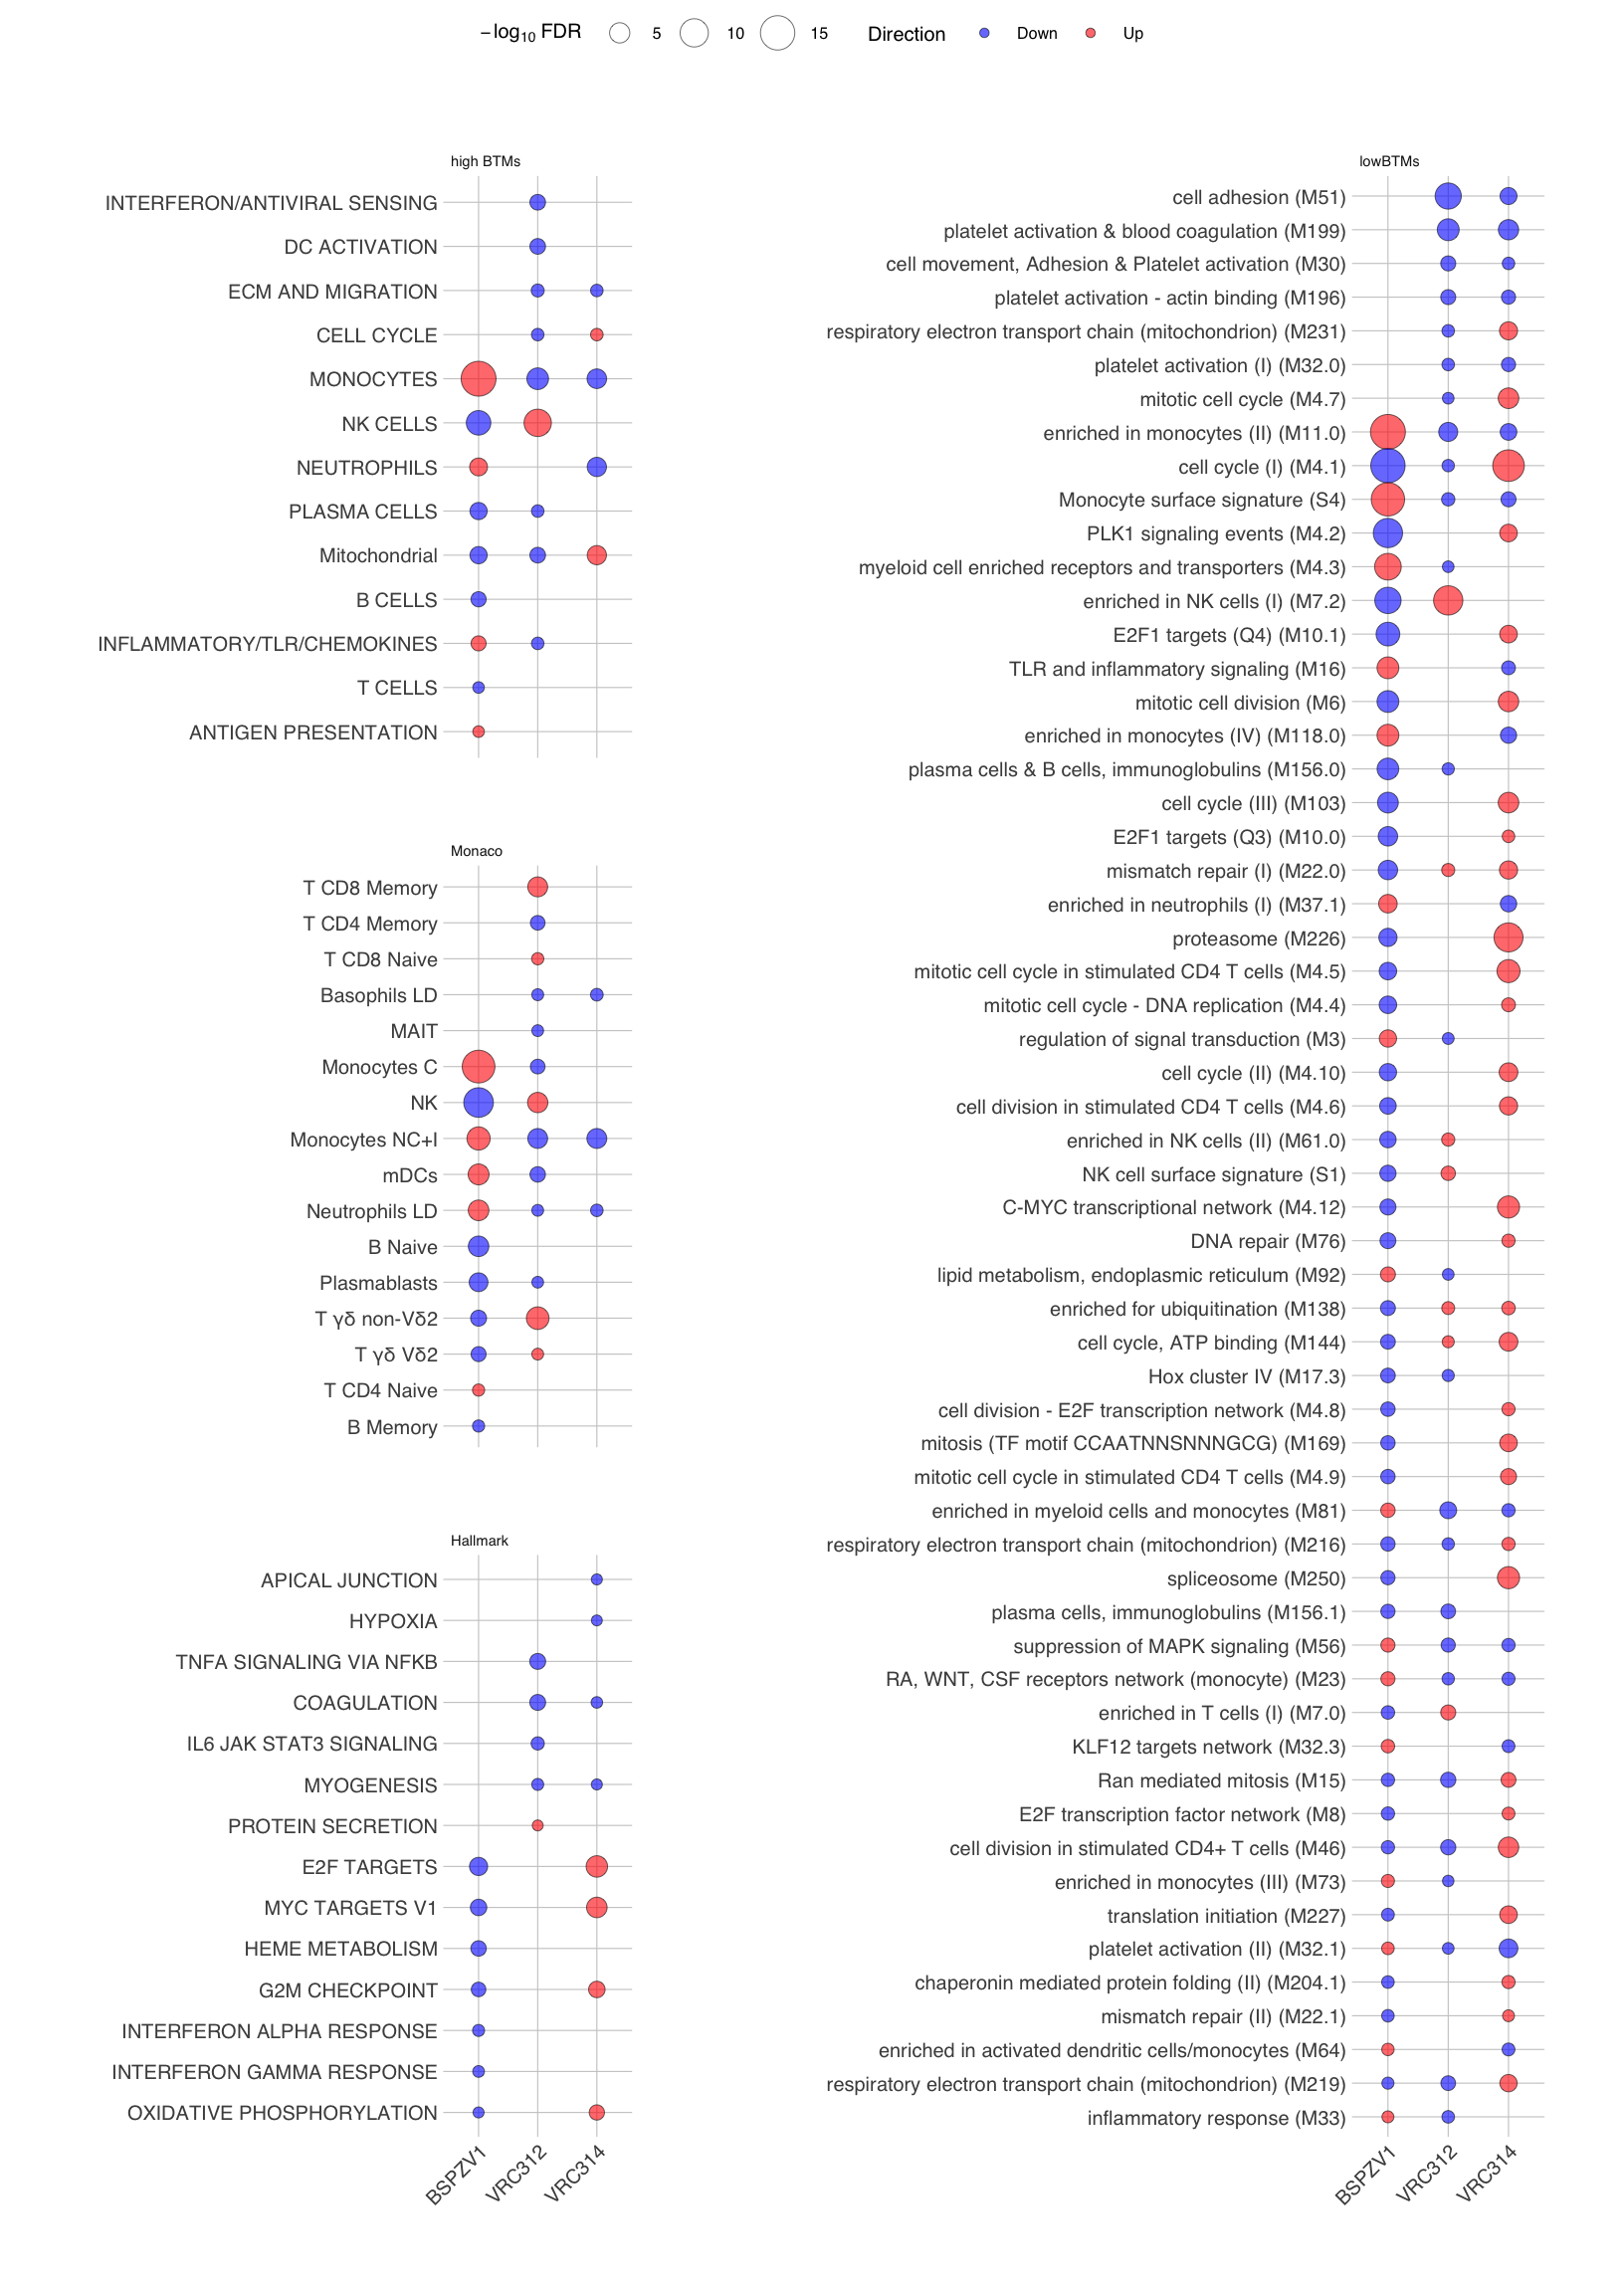 −log10 FDR 5 10 15 Direction Down Up
high BTMs
INTERFERON/ANTIVIRAL SENSING
DC ACTIVATION
ECM AND MIGRATION
CELL CYCLE
MONOCYTES
NK CELLS
NEUTROPHILS
PLASMA CELLS
Mitochondrial
B CELLS
INFLAMMATORY/TLR/CHEMOKINES
T CELLS
ANTIGEN PRESENTATION
Monaco
T CD8 Memory
T CD4 Memory
T CD8 Naive
Basophils LD
MAIT
Monocytes C
NK
Monocytes NC+I
mDCs
Neutrophils LD
B Naive
Plasmablasts
T γδ non-Vδ2
T γδ Vδ2
T CD4 Naive
B Memory
Hallmark
APICAL JUNCTION
HYPOXIA
TNFA SIGNALING VIA NFKB
COAGULATION
IL6 JAK STAT3 SIGNALING
MYOGENESIS
PROTEIN SECRETION
E2F TARGETS
MYC TARGETS V1
HEME METABOLISM
G2M CHECKPOINT
INTERFERON ALPHA RESPONSE
INTERFERON GAMMA RESPONSE
OXIDATIVE PHOSPHORYLATION
BSPZV1
VRC312
VRC314
lowBTMs
cell adhesion (M51)
platelet activation & blood coagulation (M199)
cell movement, Adhesion & Platelet activation (M30)
platelet activation - actin binding (M196)
respiratory electron transport chain (mitochondrion) (M231)
platelet activation (I) (M32.0)
mitotic cell cycle (M4.7)
enriched in monocytes (II) (M11.0)
cell cycle (I) (M4.1)
Monocyte surface signature (S4)
PLK1 signaling events (M4.2)
myeloid cell enriched receptors and transporters (M4.3)
enriched in NK cells (I) (M7.2)
E2F1 targets (Q4) (M10.1)
TLR and inflammatory signaling (M16)
mitotic cell division (M6)
enriched in monocytes (IV) (M118.0)
plasma cells & B cells, immunoglobulins (M156.0)
cell cycle (III) (M103)
E2F1 targets (Q3) (M10.0)
mismatch repair (I) (M22.0)
enriched in neutrophils (I) (M37.1)
proteasome (M226)
mitotic cell cycle in stimulated CD4 T cells (M4.5)
mitotic cell cycle - DNA replication (M4.4)
regulation of signal transduction (M3)
cell cycle (II) (M4.10)
cell division in stimulated CD4 T cells (M4.6)
enriched in NK cells (II) (M61.0)
NK cell surface signature (S1)
C-MYC transcriptional network (M4.12)
DNA repair (M76)
lipid metabolism, endoplasmic reticulum (M92)
enriched for ubiquitination (M138)
cell cycle, ATP binding (M144)
Hox cluster IV (M17.3)
cell division - E2F transcription network (M4.8)
mitosis (TF motif CCAATNNSNNNGCG) (M169)
mitotic cell cycle in stimulated CD4 T cells (M4.9)
enriched in myeloid cells and monocytes (M81)
respiratory electron transport chain (mitochondrion) (M216)
spliceosome (M250)
plasma cells, immunoglobulins (M156.1)
suppression of MAPK signaling (M56)
RA, WNT, CSF receptors network (monocyte) (M23)
enriched in T cells (I) (M7.0)
KLF12 targets network (M32.3)
Ran mediated mitosis (M15)
E2F transcription factor network (M8)
cell division in stimulated CD4+ T cells (M46)
enriched in monocytes (III) (M73)
translation initiation (M227)
platelet activation (II) (M32.1)
chaperonin mediated protein folding (II) (M204.1)
mismatch repair (II) (M22.1)
enriched in activated dendritic cells/monocytes (M64)
respiratory electron transport chain (mitochondrion) (M219)
inflammatory response (M33)
BSPZV1
VRC312
VRC314